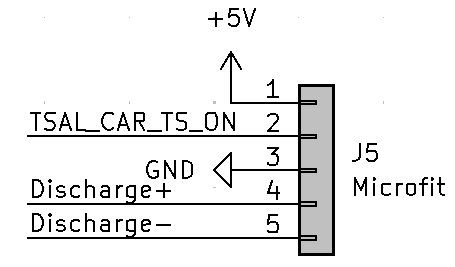 +5V
1
TSAL_CAR_TS_ON 2
GND 3
J5
Microfit
Discharge+ 4
Discharge- 5